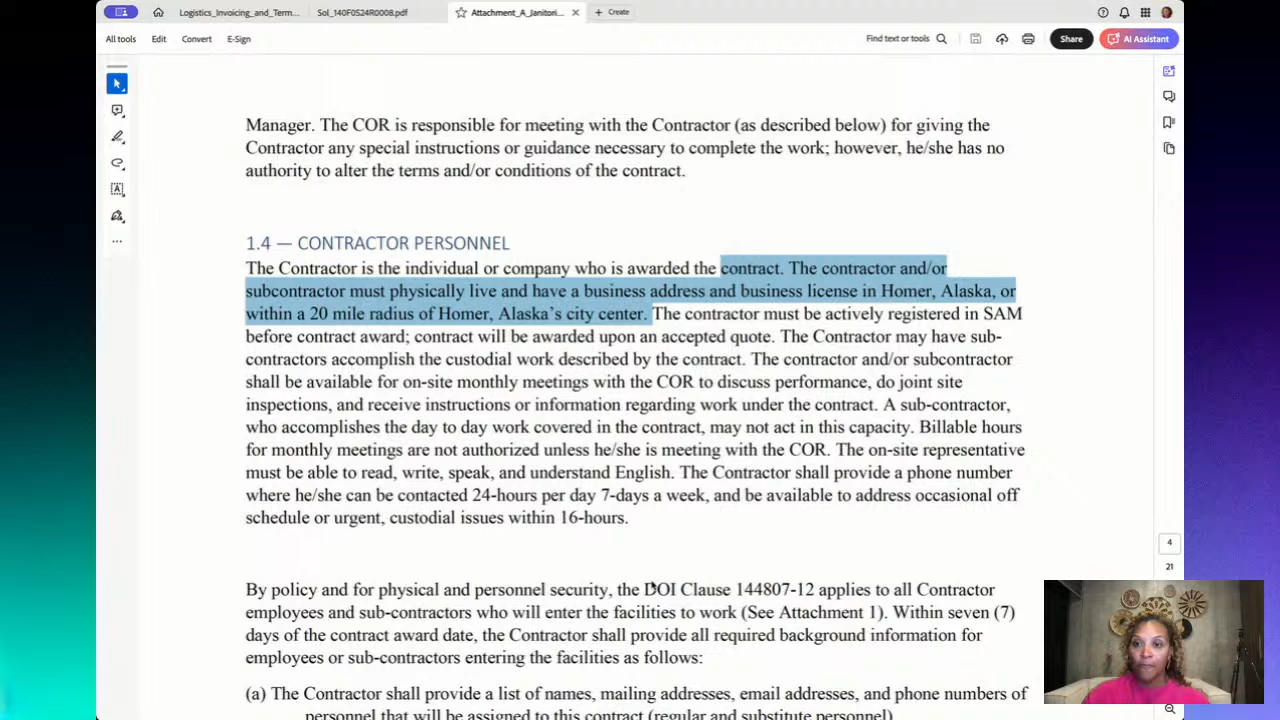 Logistics_Invoicing_and_Term...
Sol_140F0S24R0008.pdf
Attachment_A_Janitori...
Create
All tools
Edit
Convert
E-Sign
Find text or tools
Share
AI Assistant
Manager. The COR is responsible for meeting with the Contractor (as described below) for giving the
Contractor any special instructions or guidance necessary to complete the work; however, he/she has no
authority to alter the terms and/or conditions of the contract.
1.4 — CONTRACTOR PERSONNEL
The Contractor is the individual or company who is awarded the contract. The contractor and/or
subcontractor must physically live and have a business address and business license in Homer, Alaska, or
within a 20 mile radius of Homer, Alaska’s city center. The contractor must be actively registered in SAM
before contract award; contract will be awarded upon an accepted quote. The Contractor may have sub-
contractors accomplish the custodial work described by the contract. The contractor and/or subcontractor
shall be available for on-site monthly meetings with the COR to discuss performance, do joint site
inspections, and receive instructions or information regarding work under the contract. A sub-contractor,
who accomplishes the day to day work covered in the contract, may not act in this capacity. Billable hours
for monthly meetings are not authorized unless he/she is meeting with the COR. The on-site representative
must be able to read, write, speak, and understand English. The Contractor shall provide a phone number
where he/she can be contacted 24-hours per day 7-days a week, and be available to address occasional off
schedule or urgent, custodial issues within 16-hours.
4
21
By policy and for physical and personnel security, the DOI Clause 144807-12 applies to all Contractor
employees and sub-contractors who will enter the facilities to work (See Attachment 1). Within seven (7)
days of the contract award date, the Contractor shall provide all required background information for
employees or sub-contractors entering the facilities as follows:
(a) The Contractor shall provide a list of names, mailing addresses, email addresses, and phone numbers of
personnel that will be assigned to this contract (regular and substitute personnel)